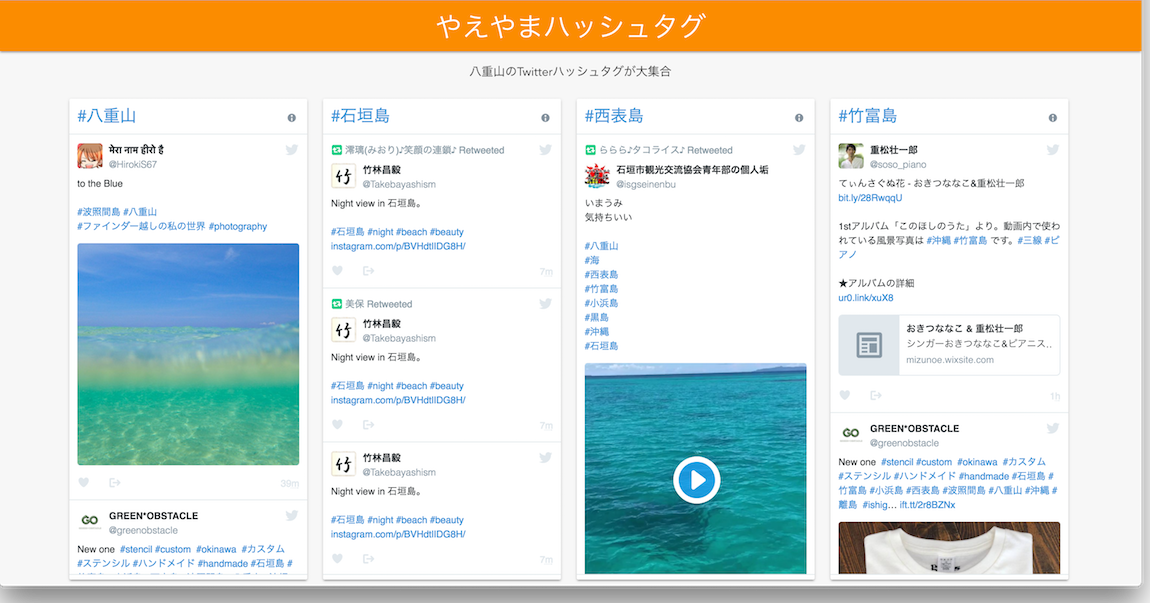 やえやまハッシュタグ
八重山のTwitterハッシュタグが大集合
#八重山
मेरा नाम हीरो है
@HirokiS67
to the Blue
#波照間島 #八重山
#ファインダー越しの私の世界 #photography
39m
GREEN*OBSTACLE
@greenobstacle
New one #stencil #custom #okinawa #カスタム
#ステンシル #ハンドメイド #handmade #石垣島 #
#石垣島
澪璃(みおり)♪笑顔の連鎖♪ Retweeted
竹林昌毅
@Takebayashism
Night view in 石垣島。
#石垣島 #night #beach #beauty
instagram.com/p/BVHdtIlDG8H/
7m
美保 Retweeted
竹林昌毅
@Takebayashism
Night view in 石垣島。
#石垣島 #night #beach #beauty
instagram.com/p/BVHdtIlDG8H/
7m
竹林昌毅
@Takebayashism
Night view in 石垣島。
#石垣島 #night #beach #beauty
instagram.com/p/BVHdtIlDG8H/
7m
#西表島
ららら♪タコライス♪ Retweeted
石垣市観光交流協会青年部の個人垢
@isgseinenbu
いまうみ
気持ちいい
#八重山
#海
#西表島
#竹富島
#小浜島
#黒島
#沖縄
#石垣島
#竹富島
重松壮一郎
@soso_piano
てぃんさぐぬ花 - おきつななこ&重松壮一郎
bit.ly/28RwqqU
1stアルバム「このほしのうた」より。動画内で使わ
れている風景写真は #沖縄 #竹富島 です。#三線 #ピ
アノ
★アルバムの詳細
ur0.link/xuX8
おきつななこ & 重松壮一郎
シンガーおきつななこ&ピアニス..
mizunoe.wixsite.com
1h
GREEN*OBSTACLE
@greenobstacle
New one #stencil #custom #okinawa #カスタム
#ステンシル #ハンドメイド #handmade #石垣島 #
竹富島 #小浜島 #西表島 #波照間島 #八重山 #沖縄 #
離島 #ishig… ift.tt/2r8BZNx